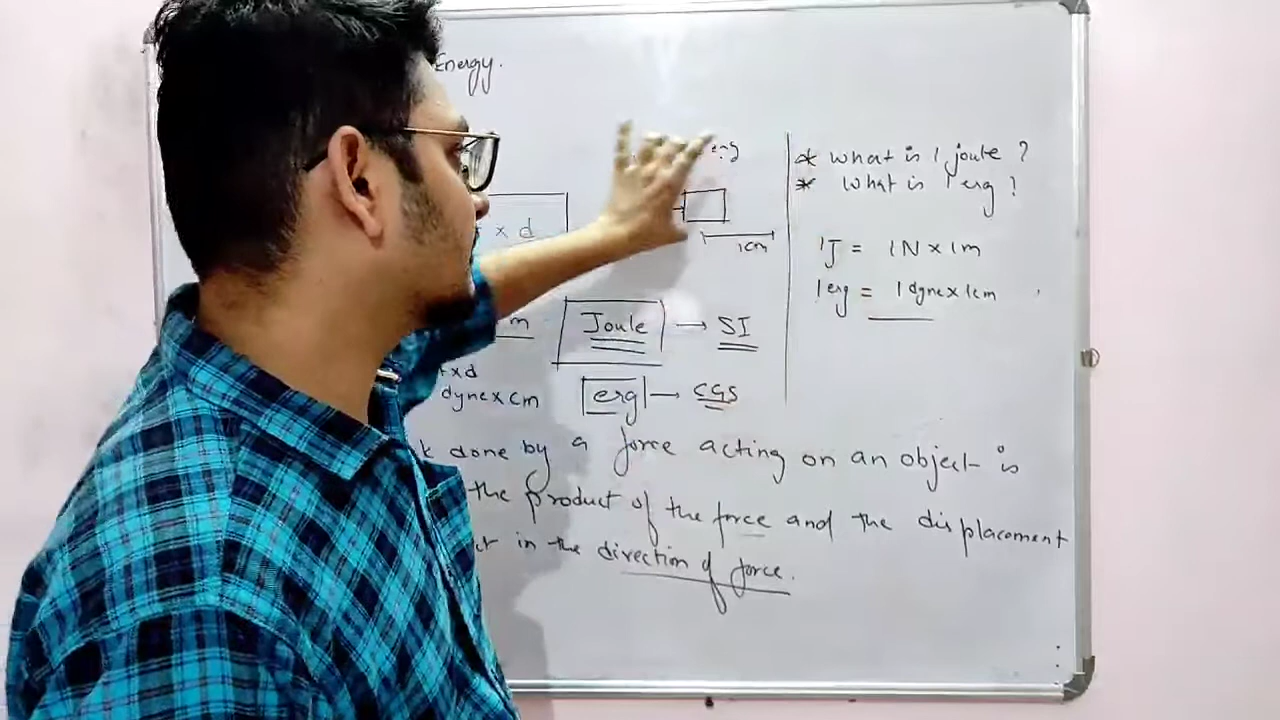 Energy.
erg
x d
1cm
m Joule → SI
xd
dyne x cm erg → CGS
* What is 1 joule ?
* What is 1 erg ?
1J = 1N x 1m
1erg = 1dyne x 1cm
done by a force acting on an object is
the product of the force and the displacement
in the direction of force.